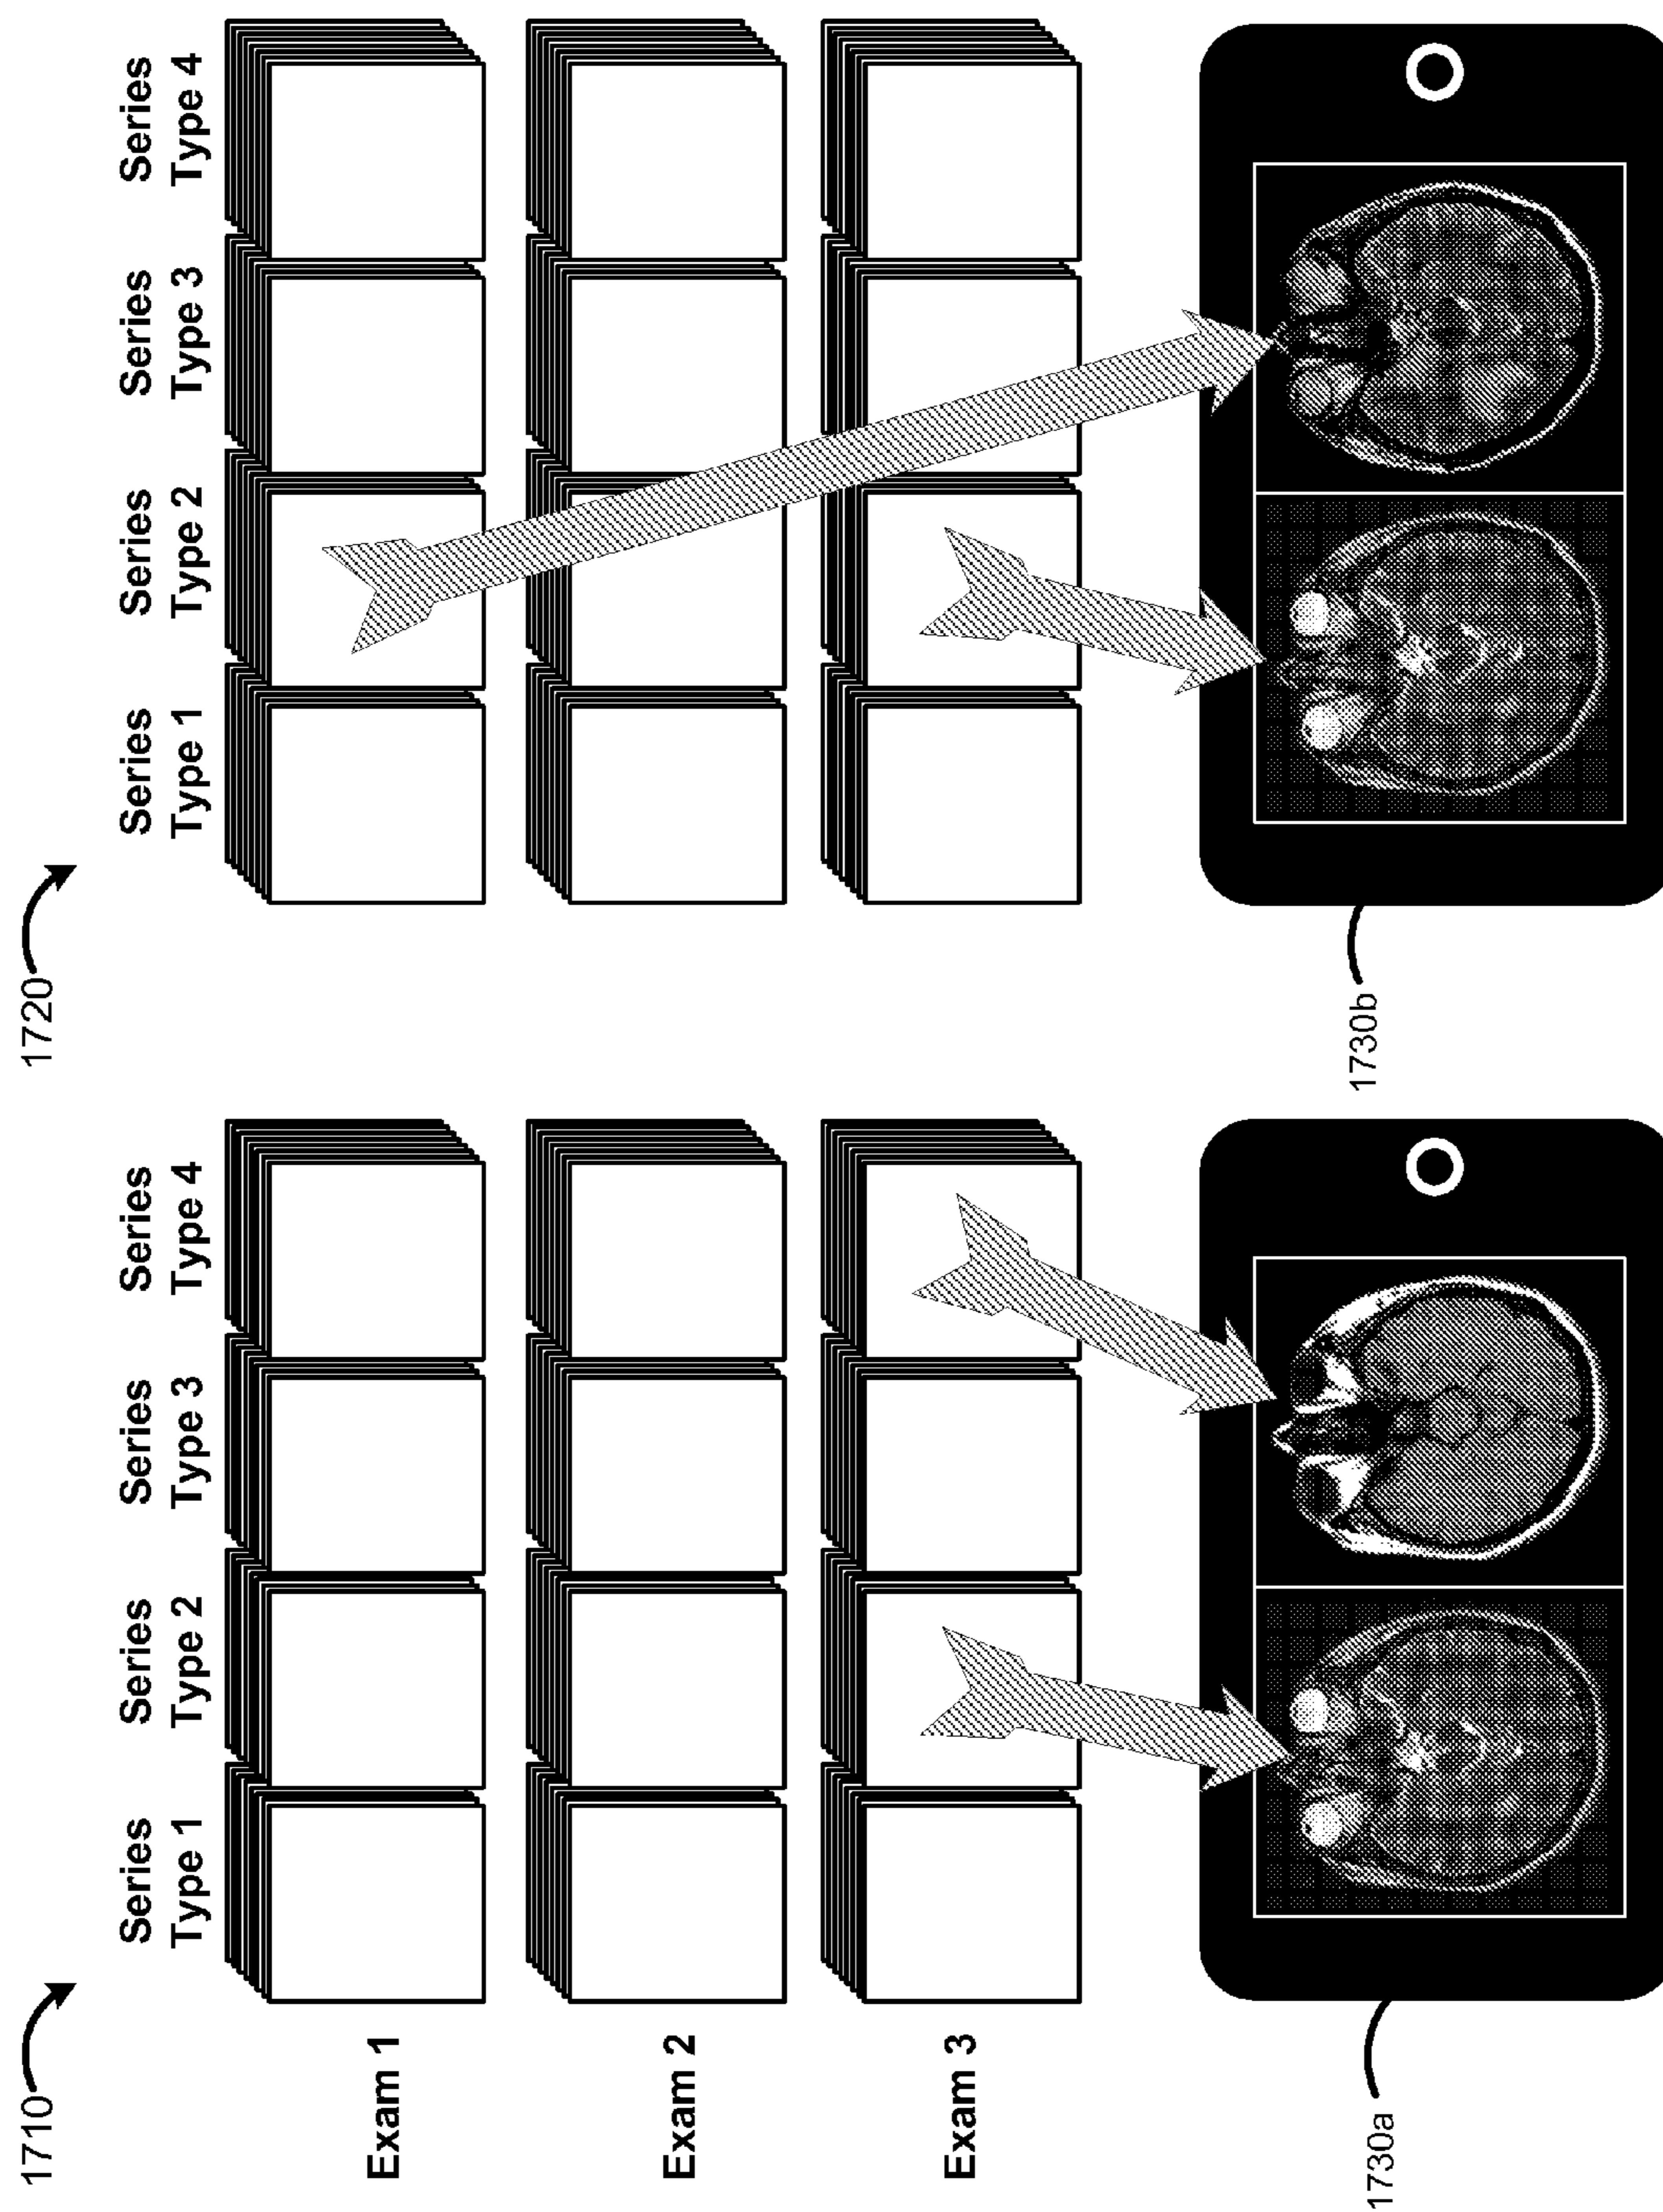 1710
1720
Series
Type 1
Series
Type 2
Series
Type 3
Series
Type 4
Series
Type 1
Series
Type 2
Series
Type 3
Series
Type 4
Exam 1
Exam 2
Exam 3
1730a
1730b